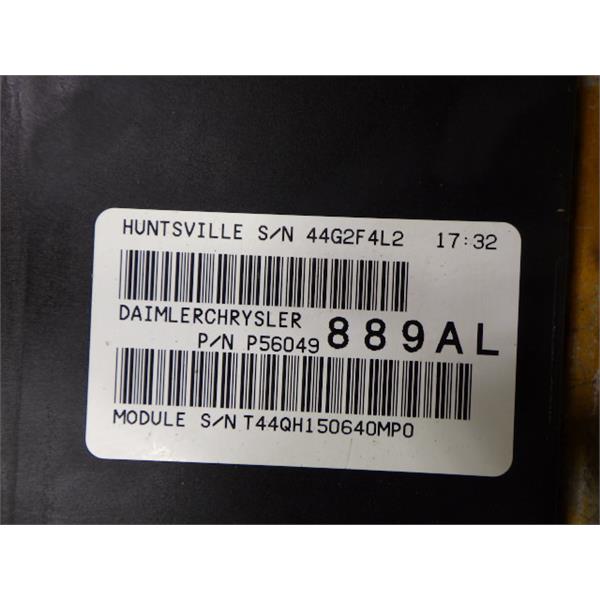 HUNTSVILLE S/N 44G2F4L2 17:32
DAIMLERCHRYSLER
P/N P56049 889AL
MODULE S/N T44QH150640MP0